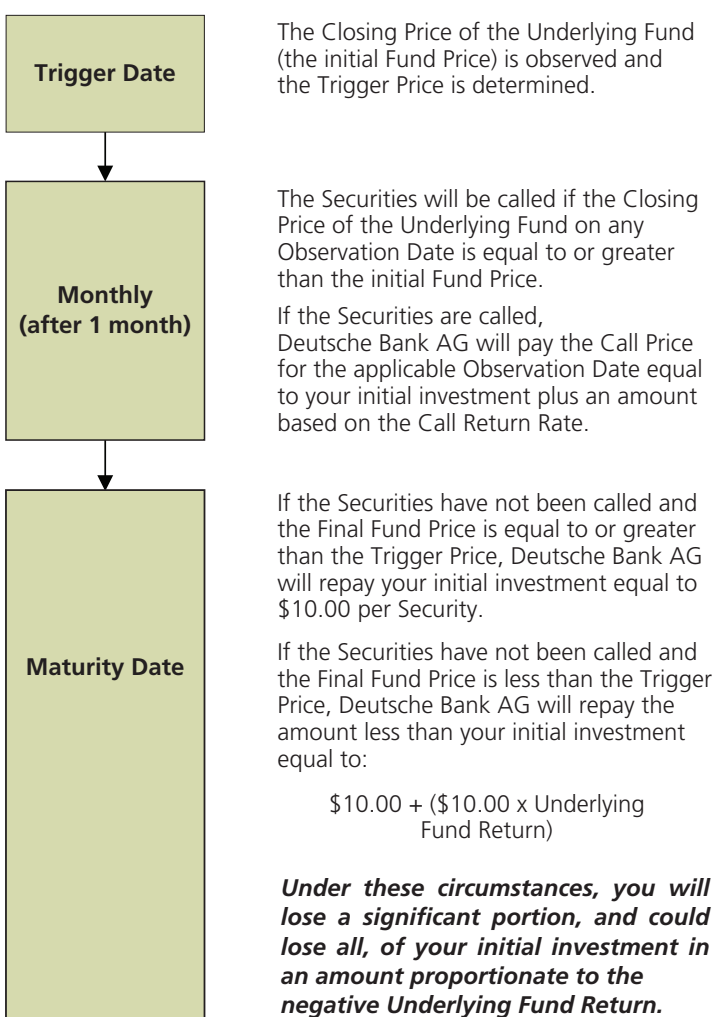 Trigger Date
The Closing Price of the Underlying Fund
(the initial Fund Price) is observed and
the Trigger Price is determined.
Monthly
(after 1 month)
The Securities will be called if the Closing
Price of the Underlying Fund on any
Observation Date is equal to or greater
than the initial Fund Price.
If the Securities are called,
Deutsche Bank AG will pay the Call Price
for the applicable Observation Date equal
to your initial investment plus an amount
based on the Call Return Rate.
Maturity Date
If the Securities have not been called and
the Final Fund Price is equal to or greater
than the Trigger Price, Deutsche Bank AG
will repay your initial investment equal to
$10.00 per Security.
If the Securities have not been called and
the Final Fund Price is less than the Trigger
Price, Deutsche Bank AG will repay the
amount less than your initial investment
equal to:
$10.00 + ($10.00 x Underlying
Fund Return)
Under these circumstances, you will
lose a significant portion, and could
lose all, of your initial investment in
an amount proportionate to the
negative Underlying Fund Return.